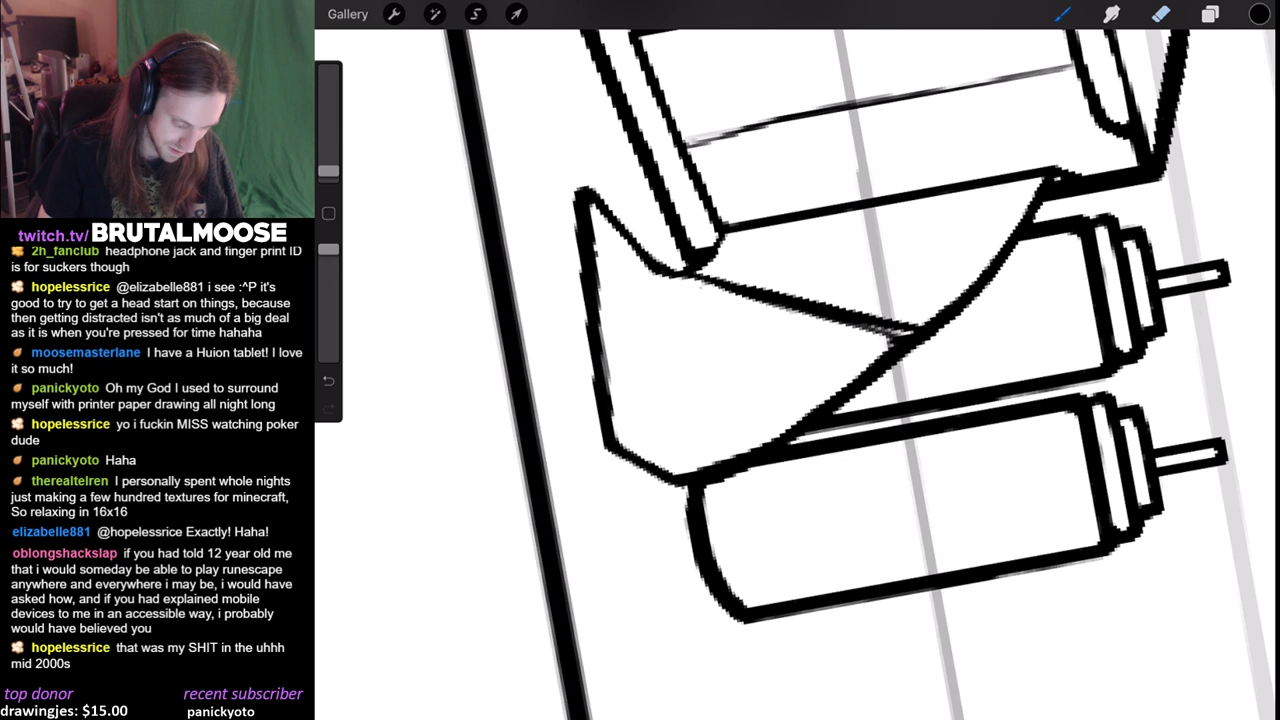 Gallery
twitch.tv/BRUTALMOOSE
2h_fanclub headphone jack and finger print ID
is for suckers though
hopelessrice @elizabelle881 i see :^P it's
good to try to get a head start on things, because
then getting distracted isn't as much of a big deal
as it is when you're pressed for time hahaha
moosemasterlane I have a Huion tablet! I love
it so much!
panickyoto Oh my God I used to surround
myself with printer paper drawing all night long
hopelessrice yo i fuckin MISS watching poker
dude
panickyoto Haha
therealtelren I personally spent whole nights
just making a few hundred textures for minecraft,
So relaxing in 16x16
elizabelle881 @hopelessrice Exactly! Haha!
oblongshackslap if you had told 12 year old me
that i would someday be able to play runescape
anywhere and everywhere i may be, i would have
asked how, and if you had explained mobile
devices to me in an accessible way, i probably
would have believed you
hopelessrice that was my SHIT in the uhhh
mid 2000s
top donor
drawingjes: $15.00
recent subscriber
panickyoto